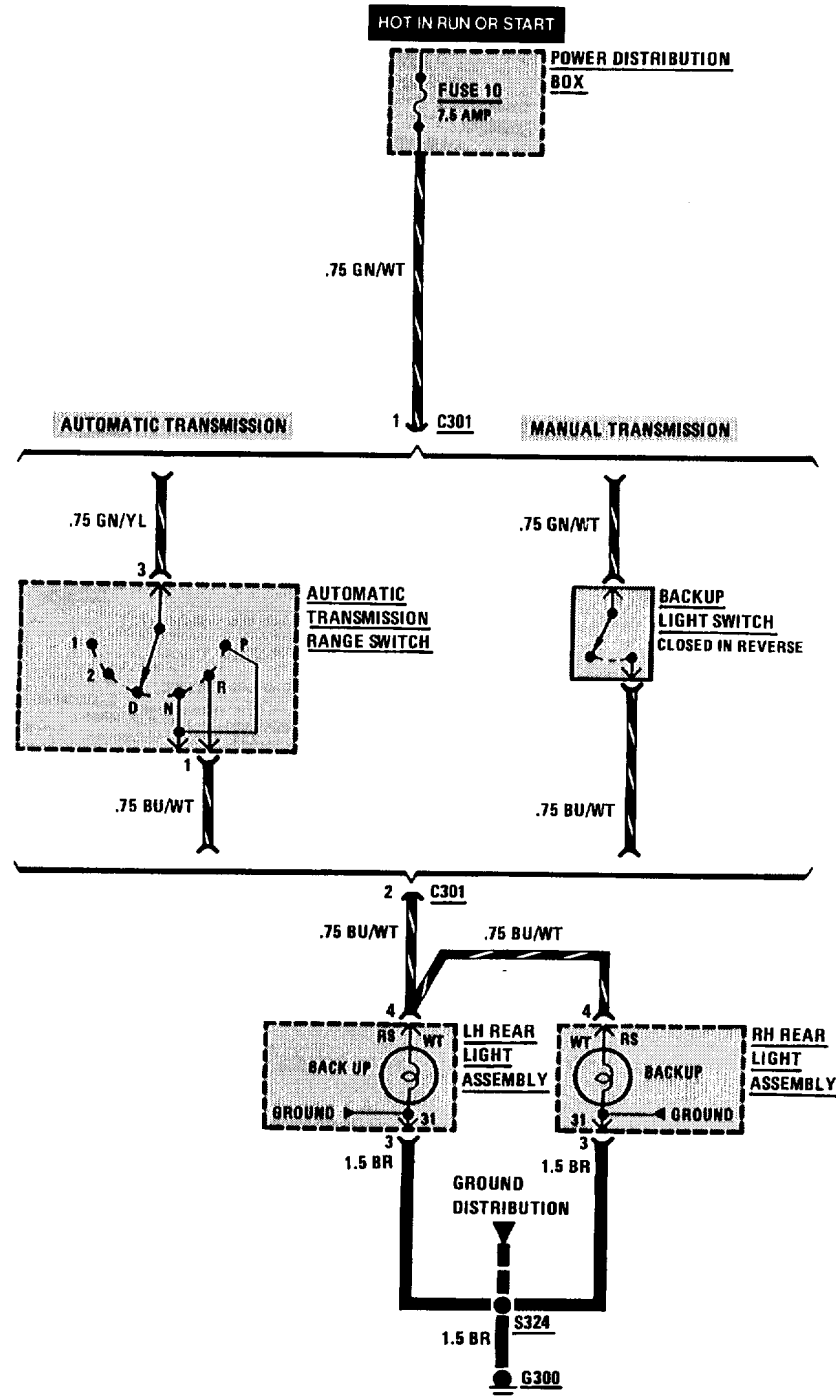 HOT IN RUN OR START
POWER DISTRIBUTION
BOX
FUSE 10
7.5 AMP
.75 GN/WT
1 C301
AUTOMATIC TRANSMISSION
MANUAL TRANSMISSION
.75 GN/YL
.75 GN/WT
3
AUTOMATIC
TRANSMISSION
RANGE SWITCH
BACKUP
LIGHT SWITCH
CLOSED IN REVERSE
1
2
D
N
R
P
1
.75 BU/WT
.75 BU/WT
2 C301
.75 BU/WT
.75 BU/WT
4
4
RS WT
LH REAR
LIGHT
ASSEMBLY
WT RS
RH REAR
LIGHT
ASSEMBLY
BACK UP
BACKUP
GROUND
31
31
GROUND
3
3
1.5 BR
1.5 BR
GROUND
DISTRIBUTION
S324
1.5 BR
G300